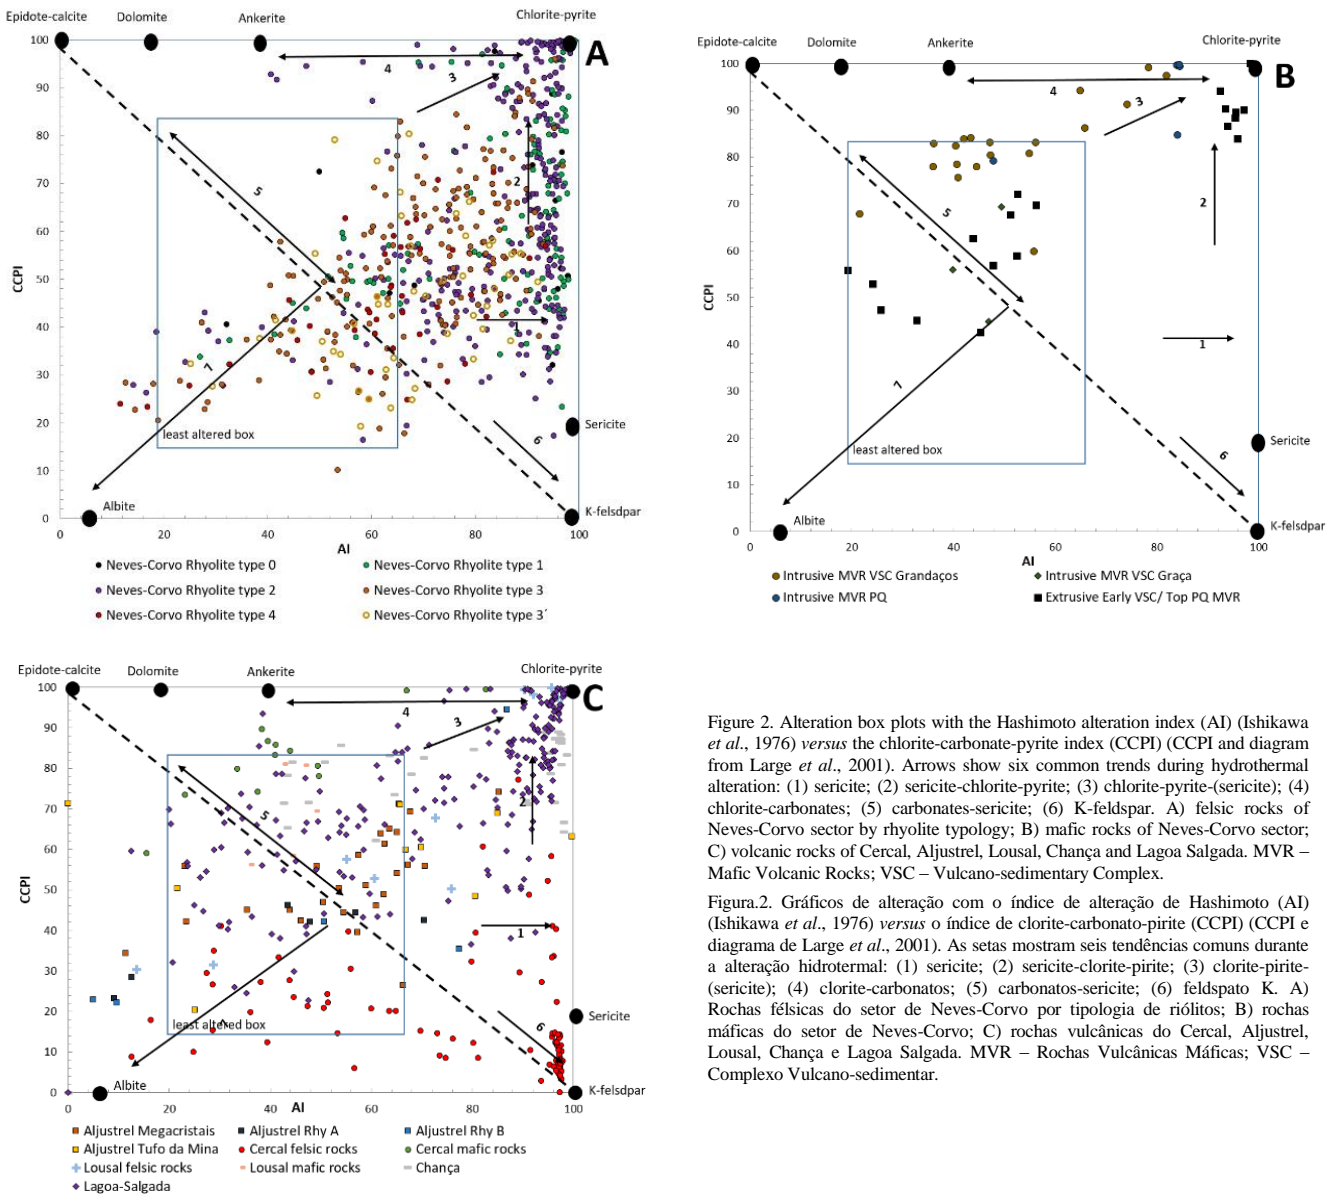 Epidote-calcite
Dolomite
Ankerite
Chlorite-pyrite
A
100
90
80
70
60
50
40
30
20
10
0
CCPI
4
3
5
2
1
7
6
least altered box
Sericite
Albite
K-felsdpar
0
20
40
60
80
100
AI
Neves-Corvo Rhyolite type 0
Neves-Corvo Rhyolite type 1
Neves-Corvo Rhyolite type 2
Neves-Corvo Rhyolite type 3
Neves-Corvo Rhyolite type 4
Neves-Corvo Rhyolite type 3´
Epidote-calcite
Dolomite
Ankerite
Chlorite-pyrite
B
100
90
80
70
60
50
40
30
20
10
0
CCPI
4
3
5
2
1
7
6
least altered box
Sericite
Albite
K-felsdpar
0
20
40
60
80
100
AI
Intrusive MVR VSC Grandaços
Intrusive MVR VSC Graça
Intrusive MVR PQ
Extrusive Early VSC/ Top PQ MVR
Epidote-calcite
Dolomite
Ankerite
Chlorite-pyrite
C
100
90
80
70
60
50
40
30
20
10
0
CCPI
4
3
5
2
1
7
6
least altered box
Sericite
Albite
K-felsdpar
0
20
40
60
80
100
AI
Aljustrel Megacristais
Aljustrel Rhy A
Aljustrel Rhy B
Aljustrel Tufo da Mina
Cercal felsic rocks
Cercal mafic rocks
Lousal felsic rocks
Lousal mafic rocks
Chança
Lagoa-Salgada
Figure 2. Alteration box plots with the Hashimoto alteration index (AI) (Ishikawa
et al., 1976) versus the chlorite-carbonate-pyrite index (CCPI) (CCPI and diagram
from Large et al., 2001). Arrows show six common trends during hydrothermal
alteration: (1) sericite; (2) sericite-chlorite-pyrite; (3) chlorite-pyrite-(sericite); (4)
chlorite-carbonates; (5) carbonates-sericite; (6) K-feldspar. A) felsic rocks of
Neves-Corvo sector by rhyolite typology; B) mafic rocks of Neves-Corvo sector;
C) volcanic rocks of Cercal, Aljustrel, Lousal, Chança and Lagoa Salgada. MVR –
Mafic Volcanic Rocks; VSC – Vulcano-sedimentary Complex.
Figura.2. Gráficos de alteração com o índice de alteração de Hashimoto (AI)
(Ishikawa et al., 1976) versus o índice de clorite-carbonato-pirite (CCPI) (CCPI e
diagrama de Large et al., 2001). As setas mostram seis tendências comuns durante
a alteração hidrotermal: (1) sericite; (2) sericite-clorite-pirite; (3) clorite-pirite-
(sericite); (4) clorite-carbonatos; (5) carbonatos-sericite; (6) feldspato K. A)
Rochas félsicas do setor de Neves-Corvo por tipologia de riólitos; B) rochas
máficas do setor de Neves-Corvo; C) rochas vulcânicas do Cercal, Aljustrel,
Lousal, Chança e Lagoa Salgada. MVR – Rochas Vulcânicas Máficas; VSC –
Complexo Vulcano-sedimentar.